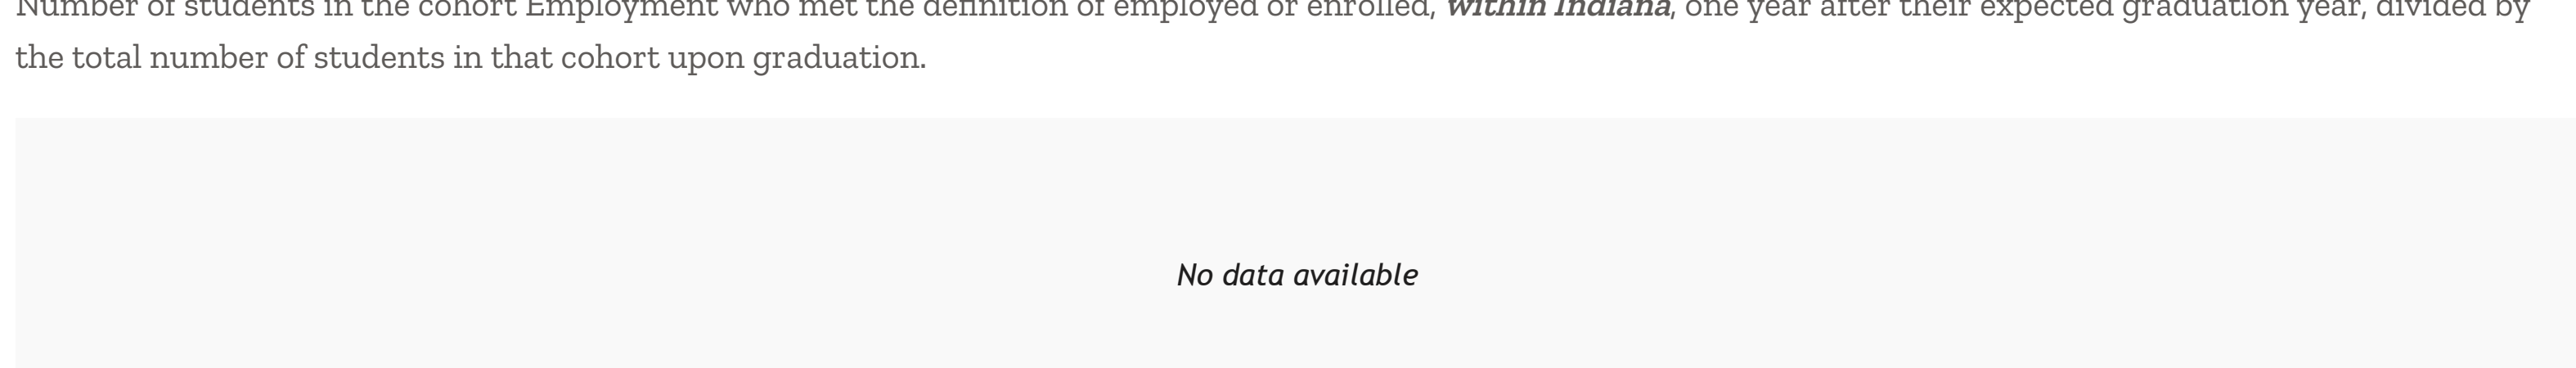 Number of students in the cohort Employment who met the definition of employed or enrolled, within Indiana, one year after their expected graduation year, divided by
the total number of students in that cohort upon graduation.
No data available